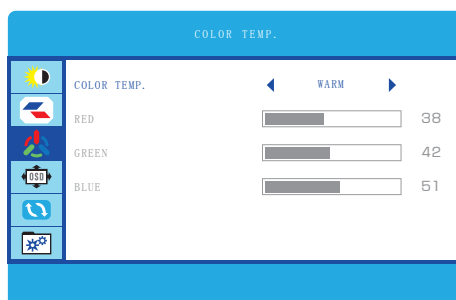 COLOR TEMP.
COLOR TEMP. WARM
RED 38
GREEN 42
OSD
BLUE 51